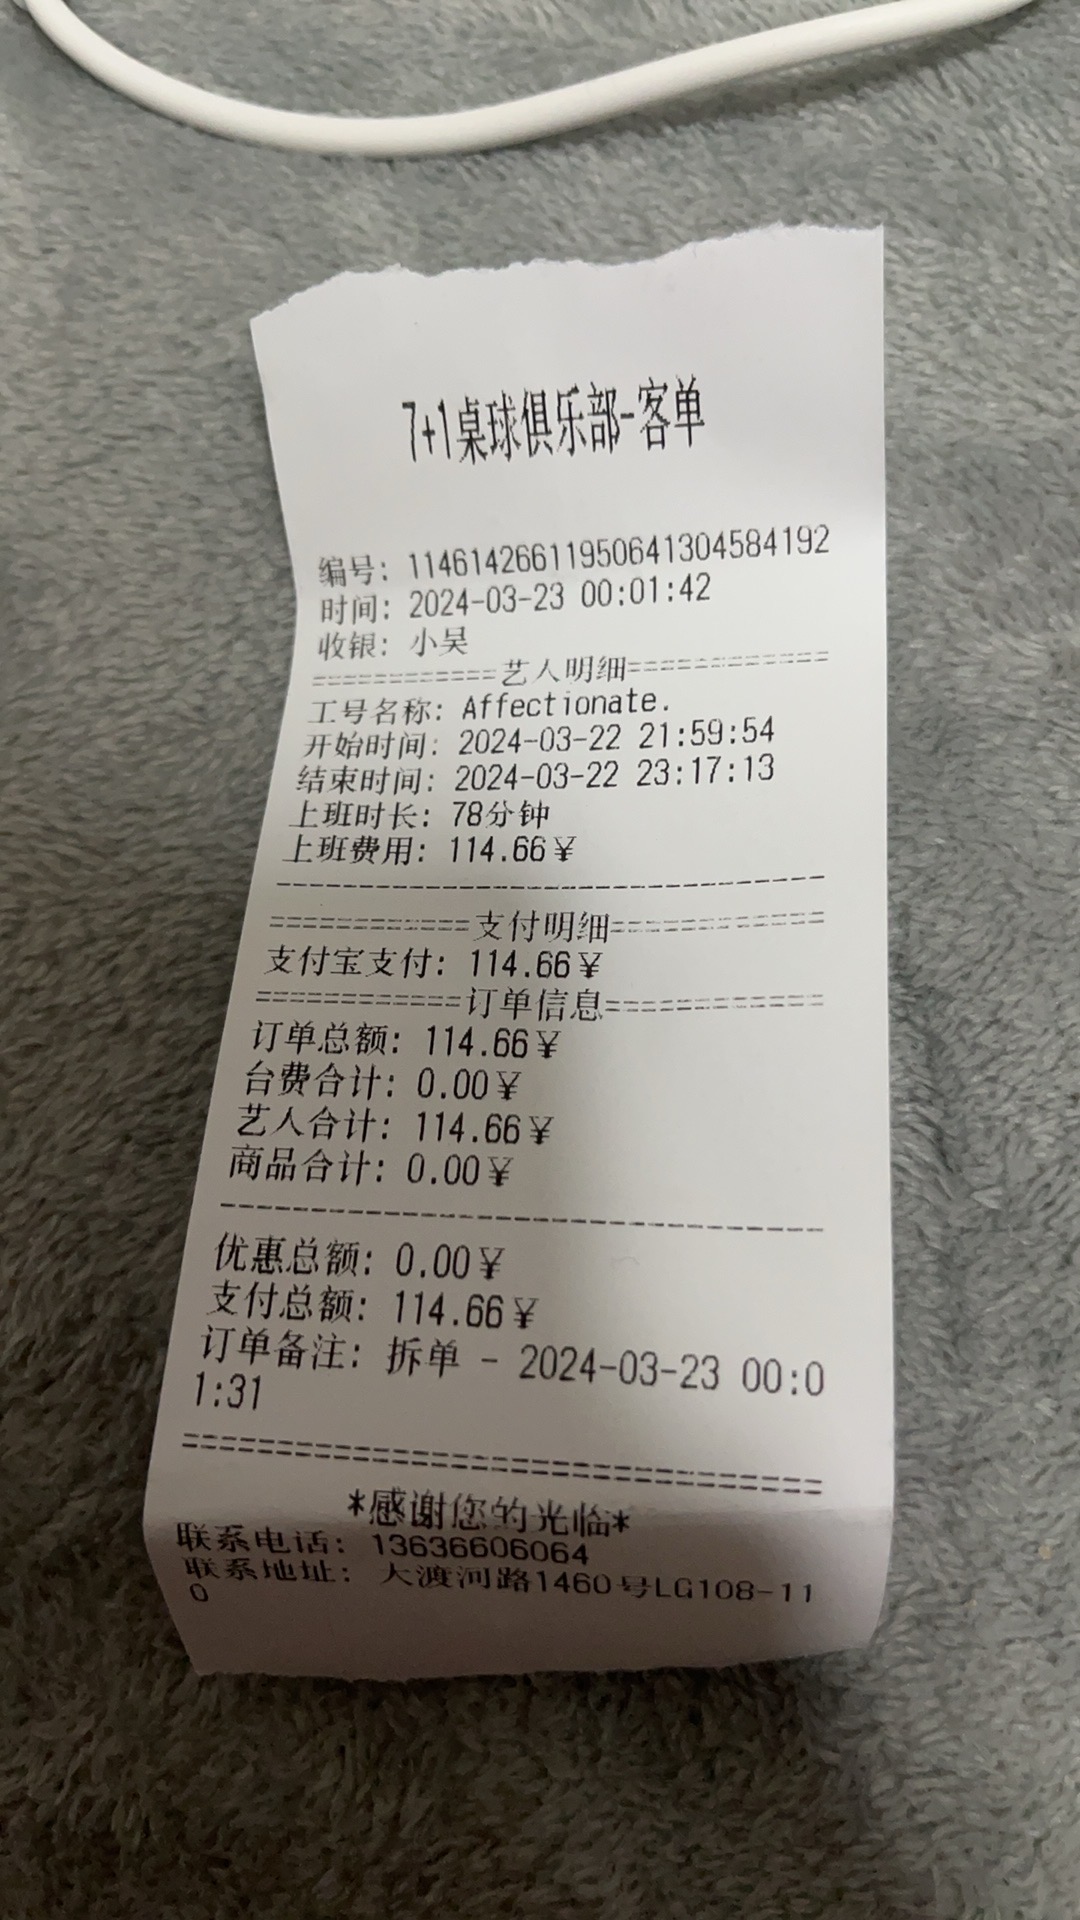 7+1桌球俱乐部-客单
编号: 1146142661195064130458​4192
时间: 2024-03-23 00:01:42
收银: 小吴
============艺人明细============
工号名称: Affectionate.
开始时间: 2024-03-22 21:59:54
结束时间: 2024-03-22 23:17:13
上班时长: 78分钟
上班费用: 114.66¥
--------------------------------
============支付明细============
支付宝支付: 114.66¥
============订单信息============
订单总额: 114.66¥
台费合计: 0.00¥
艺人合计: 114.66¥
商品合计: 0.00¥
--------------------------------
优惠总额: 0.00¥
支付总额: 114.66¥
订单备注: 拆单 - 2024-03-23 00:0
1:31
================================
*感谢您的光临*
联系电话: 13636606064
联系地址: 大渡河路1460号LG108-11
0